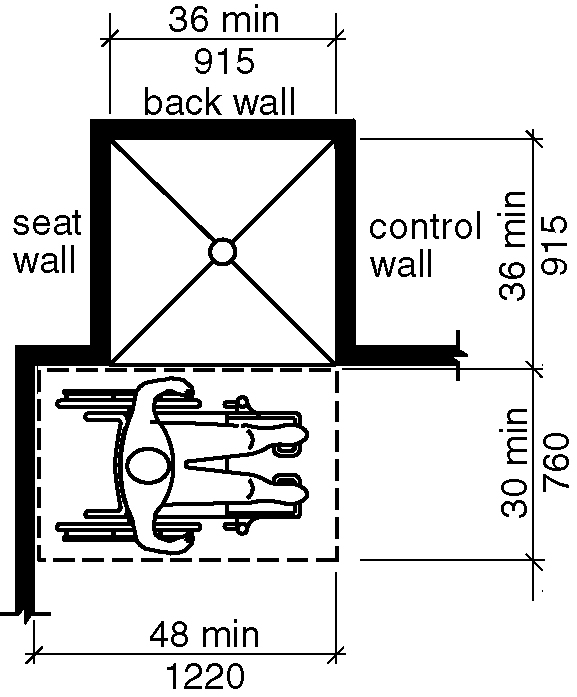 36 min
915
back wall
seat
wall
control
wall
36 min
915
30 min
760
48 min
1220